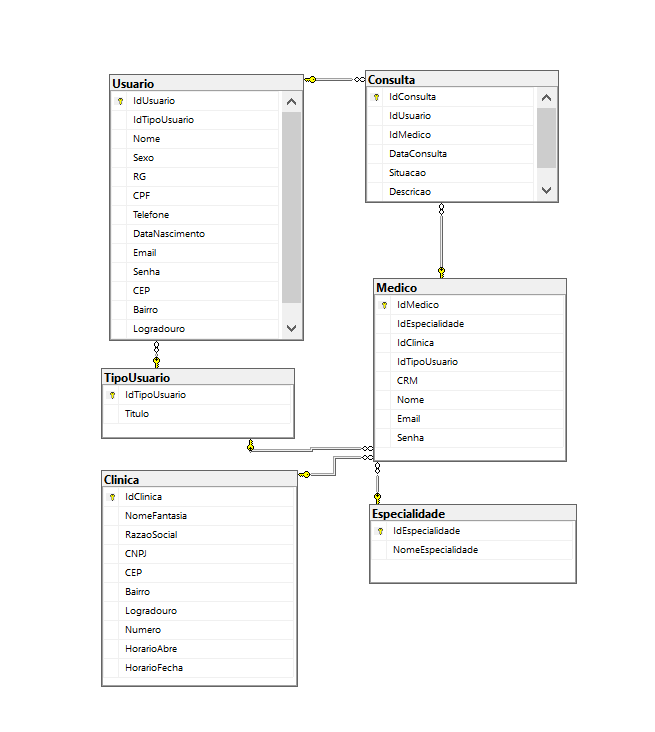 Usuario
IdUsuario
IdTipoUsuario
Nome
Sexo
RG
CPF
Telefone
DataNascimento
Email
Senha
CEP
Bairro
Logradouro
Consulta
IdConsulta
IdUsuario
IdMedico
DataConsulta
Situacao
Descricao
Medico
IdMedico
IdEspecialidade
IdClinica
IdTipoUsuario
CRM
Nome
Email
Senha
TipoUsuario
IdTipoUsuario
Titulo
Clinica
IdClinica
NomeFantasia
RazaoSocial
CNPJ
CEP
Bairro
Logradouro
Numero
HorarioAbre
HorarioFecha
Especialidade
IdEspecialidade
NomeEspecialidade